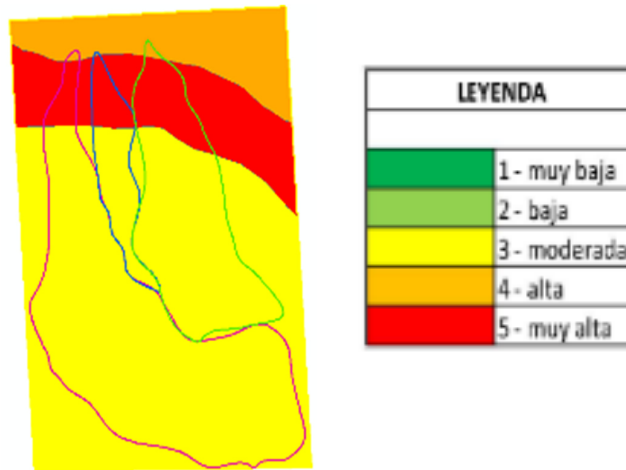 LEYENDA
1 - muy baja
2 - baja
3 - moderada
4 - alta
5 - muy alta